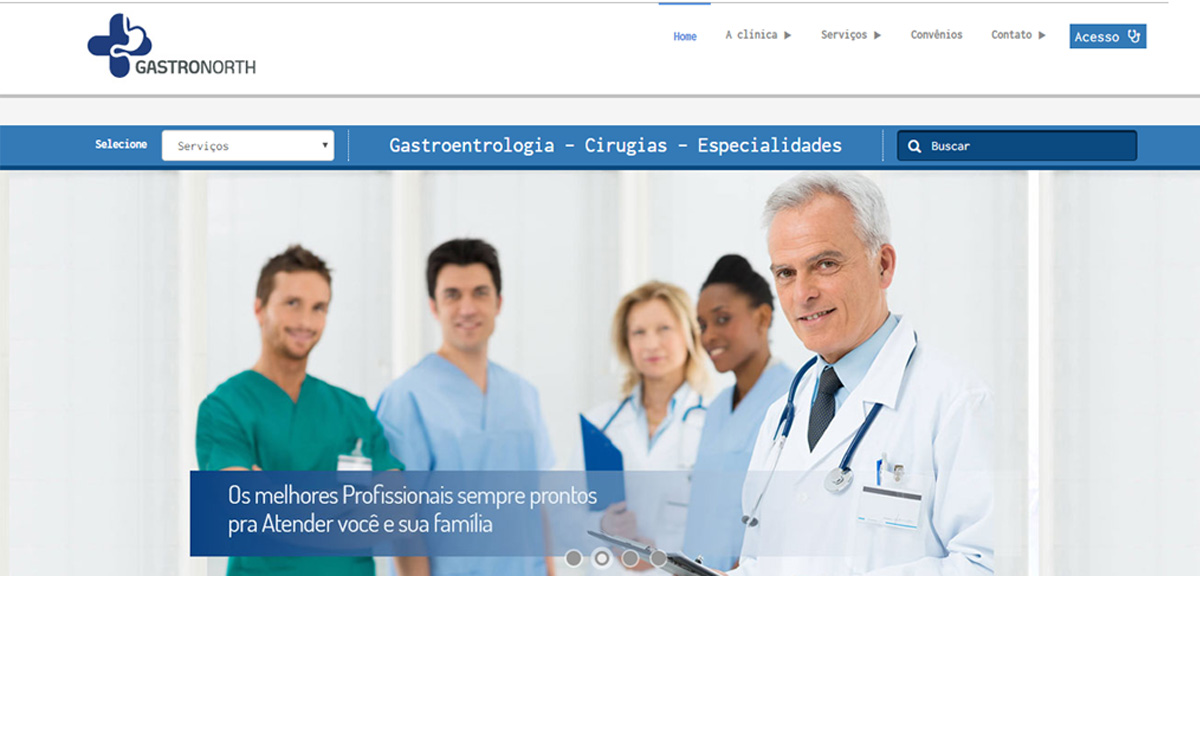 GASTRONORTH
Home
A clínica
Serviços
Convênios
Contato
Acesso
Selecione
Serviços
Gastroentrologia – Cirugias – Especialidades
Buscar
Os melhores Profissionais sempre prontos
pra Atender você e sua família